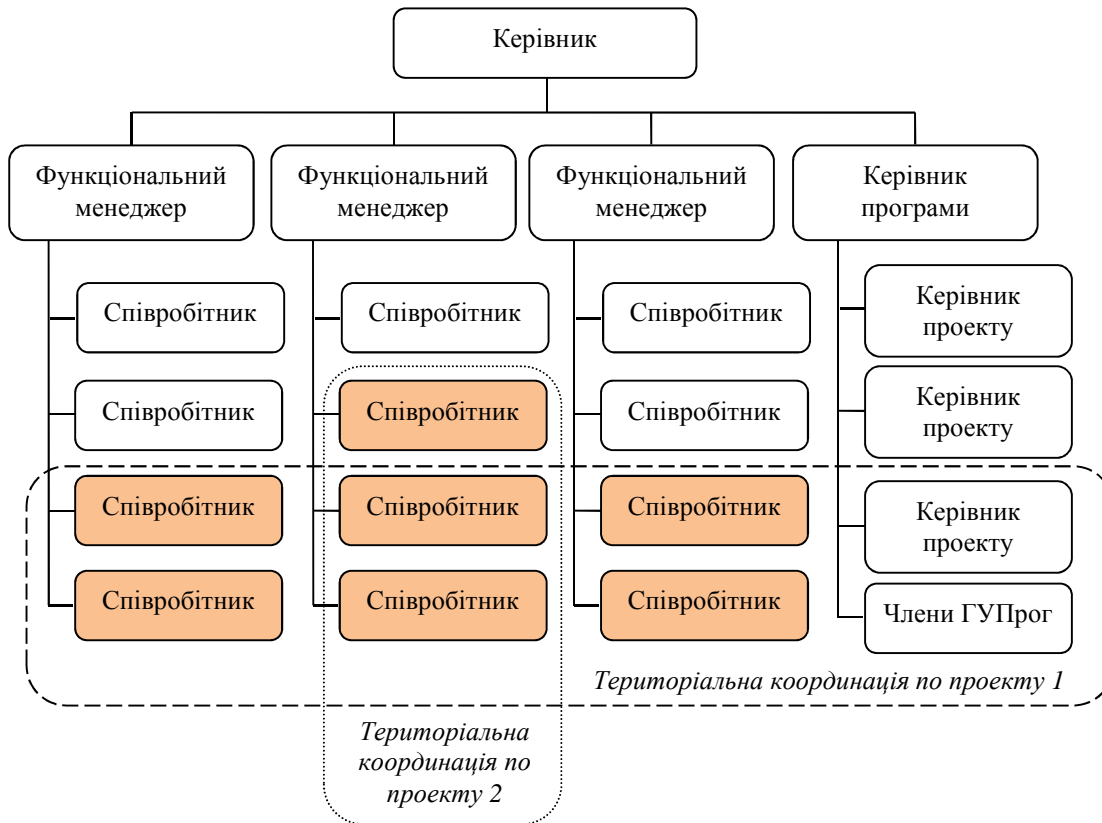 Керівник
Функціональний
менеджер
Функціональний
менеджер
Функціональний
менеджер
Керівник
програми
Співробітник
Співробітник
Співробітник
Керівник
проекту
Співробітник
Співробітник
Співробітник
Керівник
проекту
Співробітник
Співробітник
Співробітник
Керівник
проекту
Співробітник
Співробітник
Співробітник
Члени ГУПрог
Територіальна координація по проекту 1
Територіальна
координація по
проекту 2